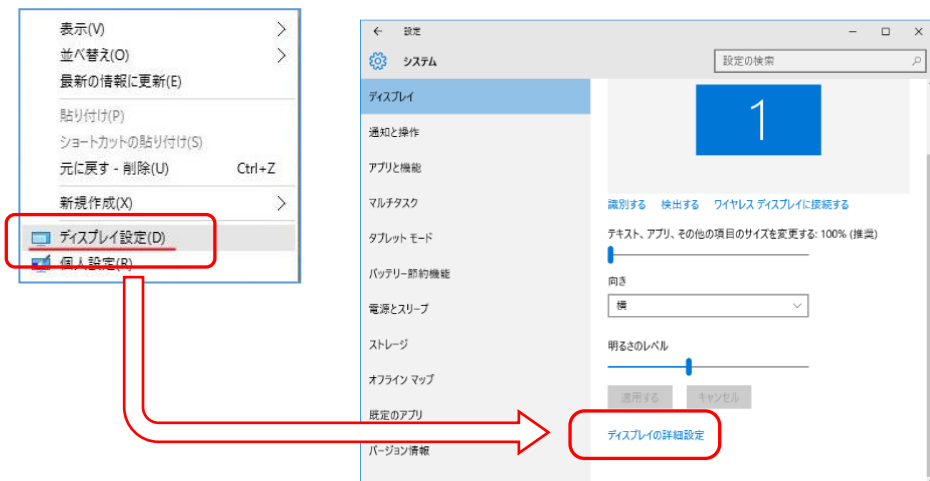 表示(V)
並べ替え(O)
最新の情報に更新(E)
貼り付け(P)
ショートカットの貼り付け(S)
元に戻す - 削除(U) Ctrl+Z
新規作成(X)
ディスプレイ設定(D)
個人設定(R)
設定
システム
設定の検索
ディスプレイ
通知と操作
アプリと機能
マルチタスク
タブレット モード
バッテリー節約機能
電源とスリープ
ストレージ
オフライン マップ
既定のアプリ
バージョン情報
1
識別する 検出する ワイヤレス ディスプレイに接続する
テキスト、アプリ、その他の項目のサイズを変更する: 100% (推奨)
向き
横
明るさのレベル
適用する キャンセル
ディスプレイの詳細設定